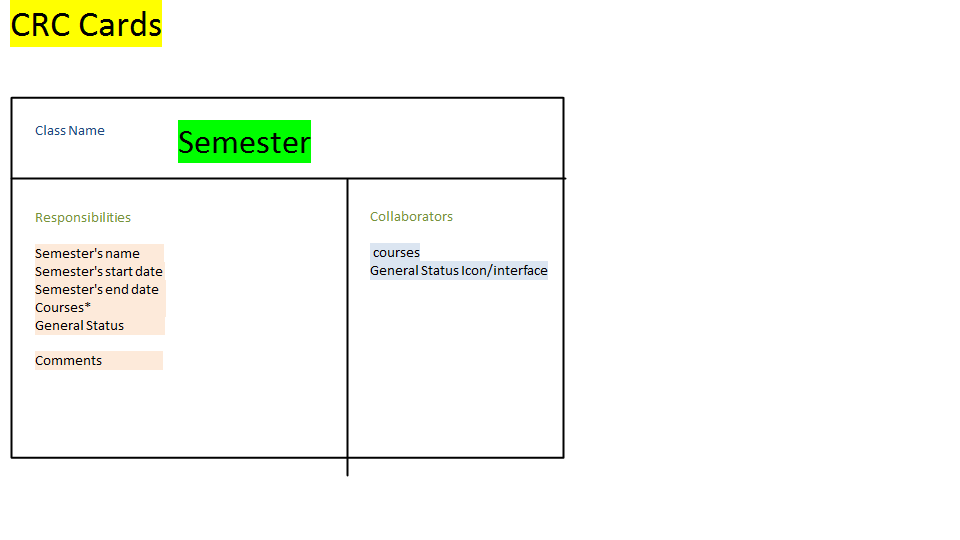 CRC Cards
Class Name
Semester
Responsibilities
Semester's name
Semester's start date
Semester's end date
Courses*
General Status
Comments
Collaborators
courses
General Status Icon/interface